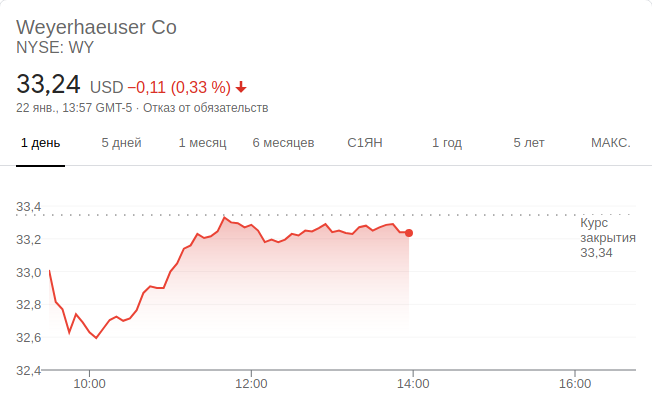 Weyerhaeuser Co
NYSE: WY
33,24 USD −0,11 (0,33 %)
22 янв., 13:57 GMT-5 · Отказ от обязательств
1 день 5 дней 1 месяц 6 месяцев С1ЯН 1 год 5 лет МАКС.
33,4
Курс
33,2 закрытия
33,34
33,0
32,8
32,6
32,4
10:00 12:00 14:00 16:00